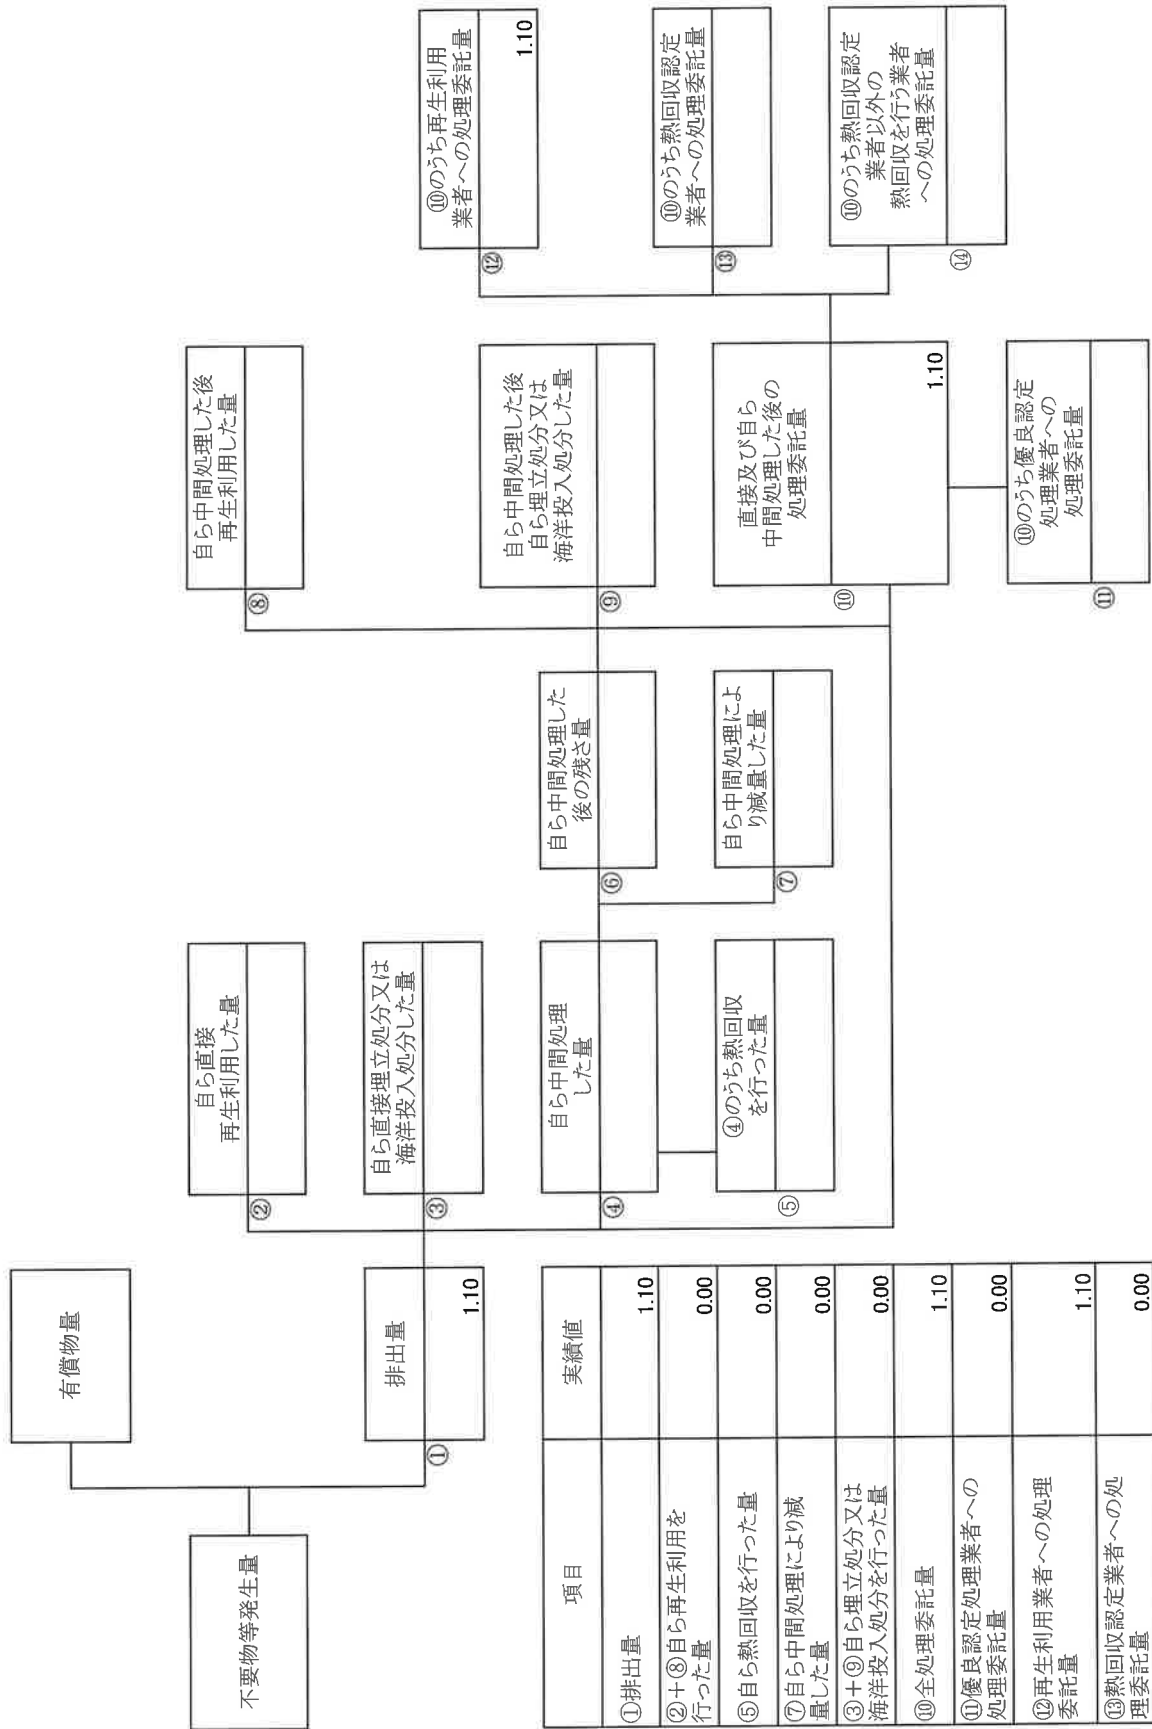 不要物等発生量
有償物量
排出量
①
1.10
自ら直接
再生利用した量
②
自ら直接埋立処分又は
海洋投入処分した量
③
自ら中間処理
した量
④
④のうち熱回収
を行った量
⑤
自ら中間処理した
後の残さ量
⑥
自ら中間処理によ
り減量した量
⑦
自ら中間処理した後
再生利用した量
⑧
自ら中間処理した後
自ら埋立処分又は
海洋投入処分した量
⑨
直接及び自ら
中間処理した後の
処理委託量
⑩
1.10
⑩のうち優良認定
処理業者への
処理委託量
⑪
⑩のうち再生利用
業者への処理委託量
⑫
1.10
⑩のうち熱回収認定
業者への処理委託量
⑬
⑩のうち熱回収認定
業者以外の
熱回収を行う業者
への処理委託量
⑭
項目 実績値
①排出量 1.10
②+⑧自ら再生利用を
行った量 0.00
⑤自ら熱回収を行った量 0.00
⑦自ら中間処理により減
量した量 0.00
③+⑨自ら埋立処分又は
海洋投入処分を行った量 0.00
⑩全処理委託量 1.10
⑪優良認定処理業者への
処理委託量 0.00
⑫再生利用業者への処理
委託量 1.10
⑬熱回収認定業者への処
理委託量 0.00